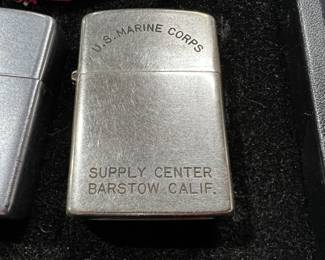 U.S. MARINE CORPS
SUPPLY CENTER
BARSTOW CALIF.